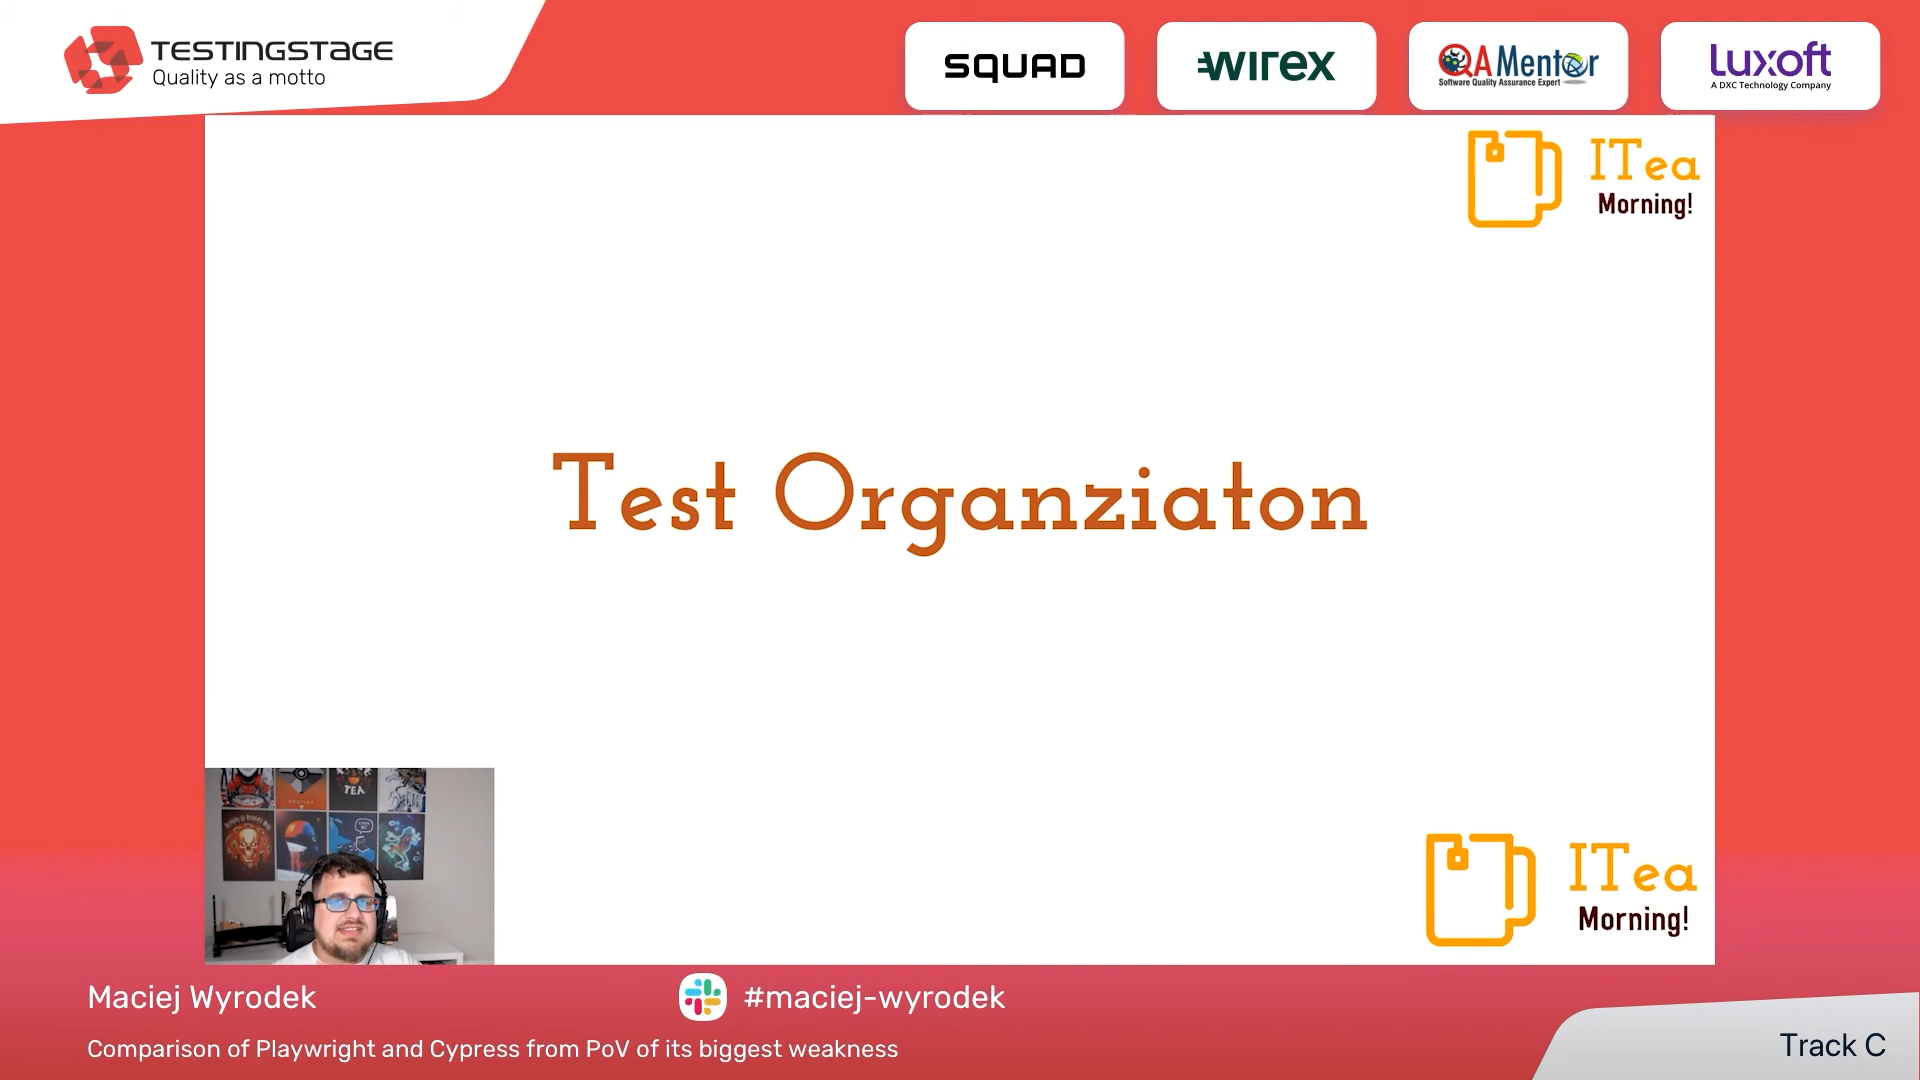 TESTINGSTAGE
Quality as a motto
SQUAD
WIREX
QA Mentor
Software Quality Assurance Expert
Luxoft
A DXC Technology Company
ITea
Morning!
Test Organziaton
TEA
ITea
Morning!
Maciej Wyrodek
#maciej-wyrodek
Comparison of Playwright and Cypress from PoV of its biggest weakness
Track C